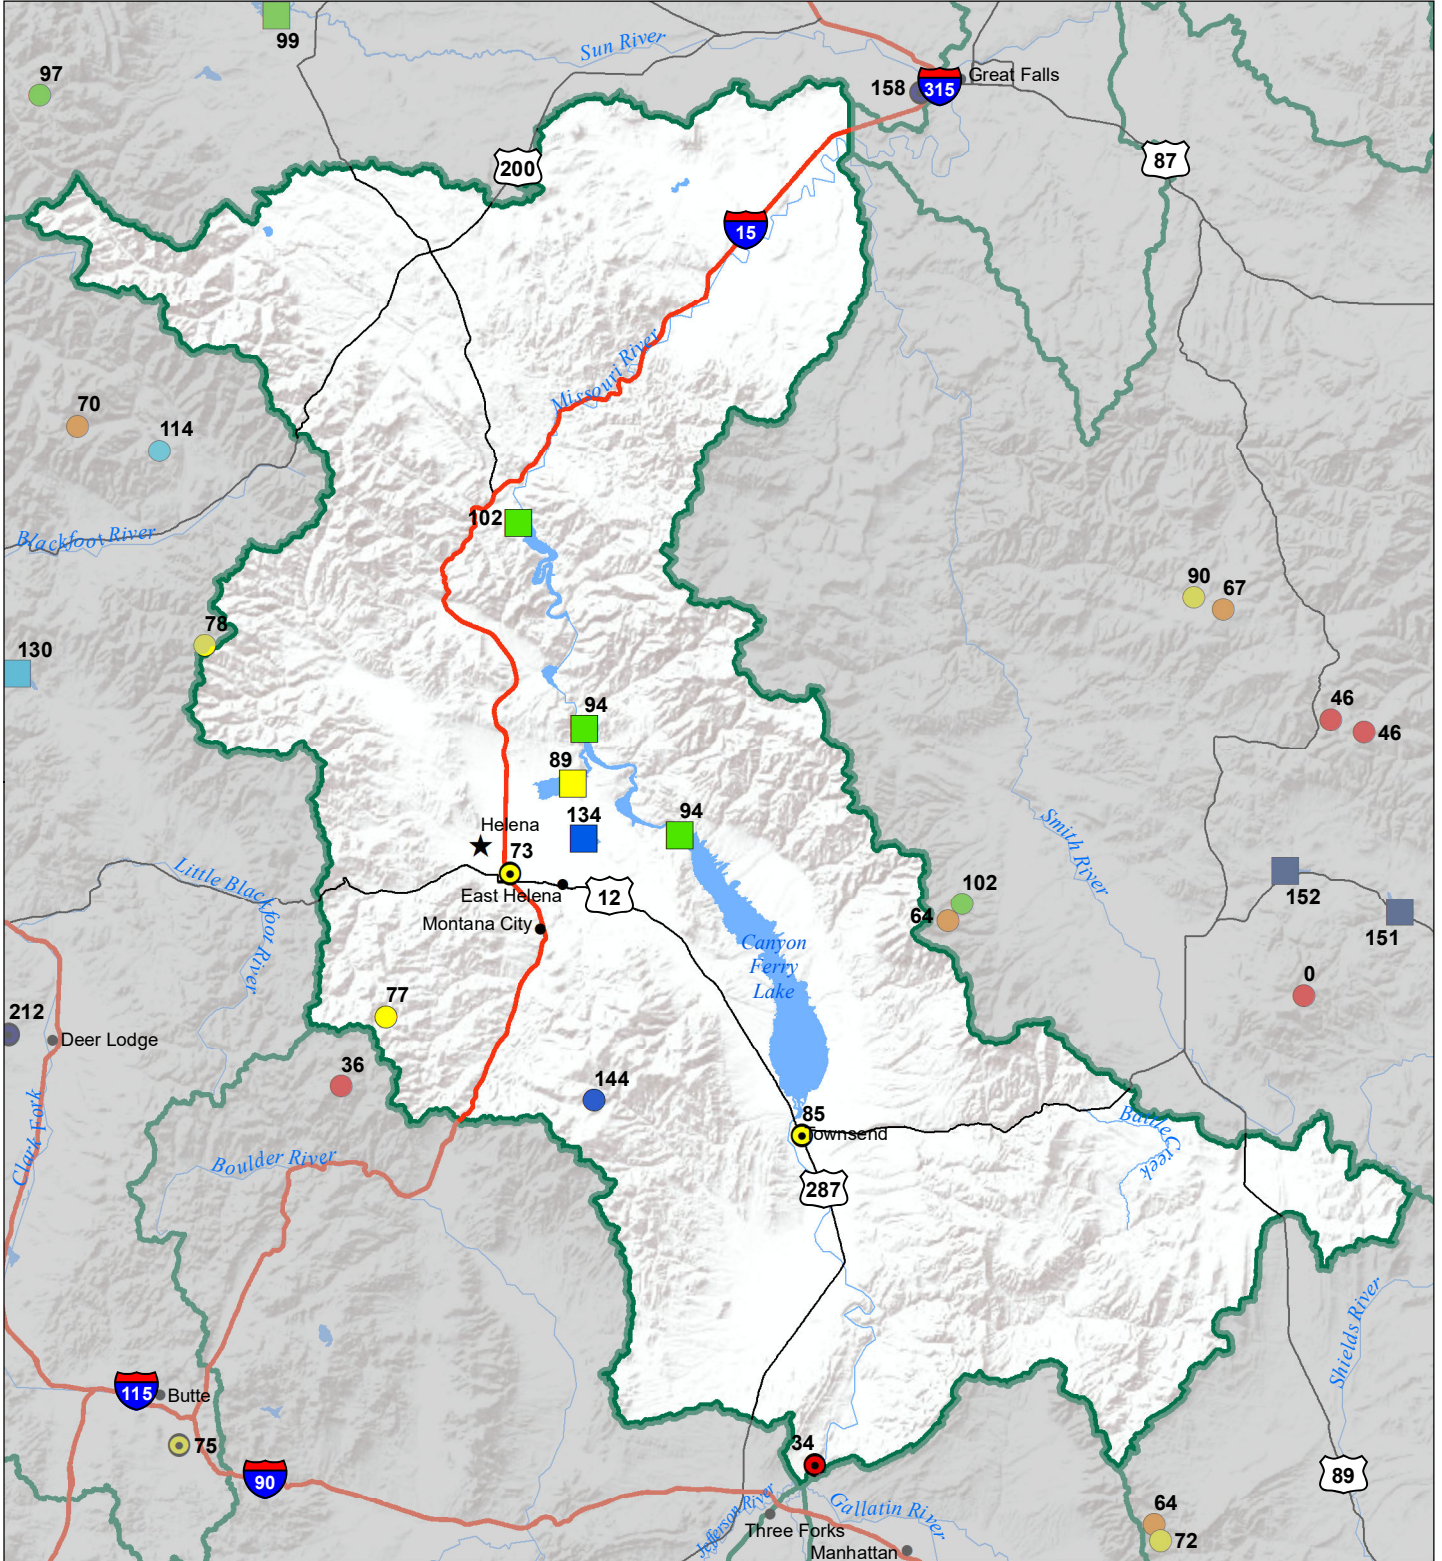 99
Sun River
97
158
315
Great Falls
200
87
15
Missouri River
70
114
102
Blackfoot River
90
67
78
130
46
46
94
89
94
134
Helena
73
Smith River
Little Blackfoot River
East Helena
12
102
152
64
151
Montana City
Canyon
Ferry
Lake
0
77
212
Deer Lodge
36
144
85
Townsend
Battle Creek
Clark Fork
Boulder River
287
Shields River
115
Butte
75
34
90
89
Jefferson River
Gallatin River
64
Three Forks
72
Manhattan